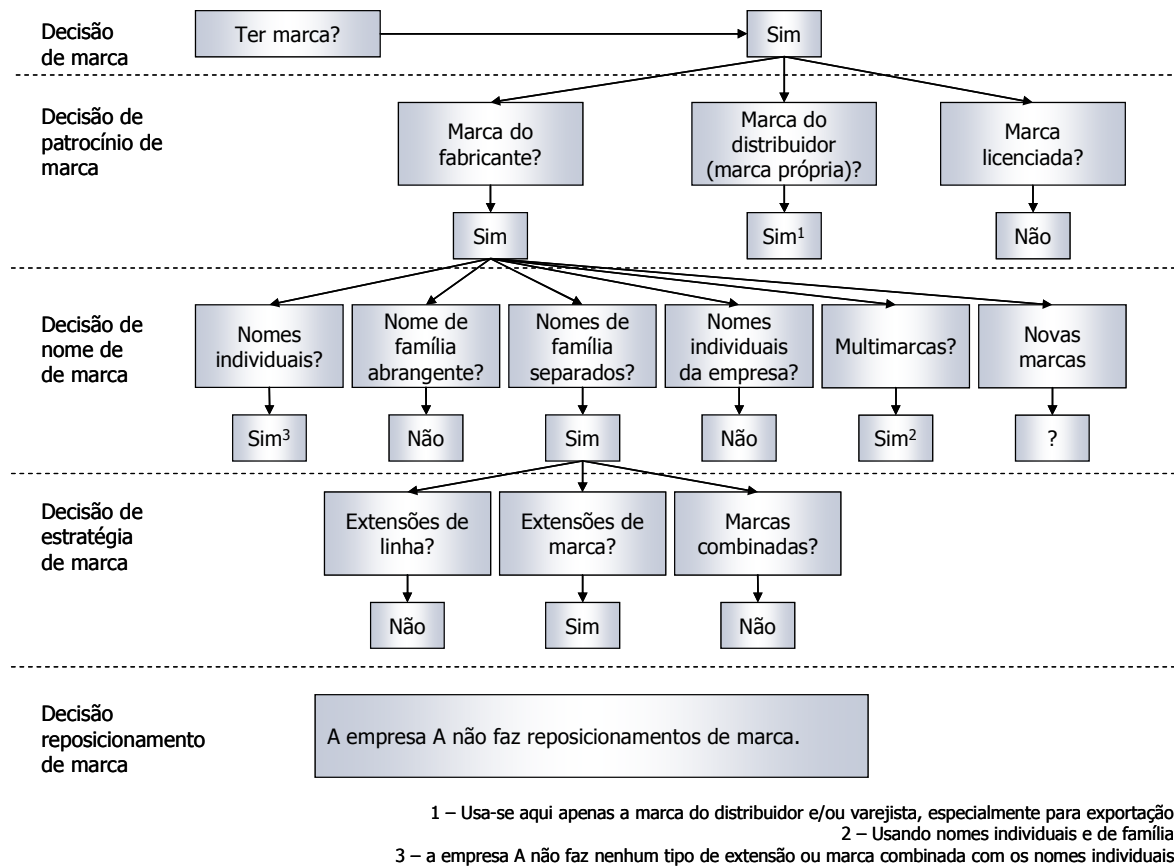 Decisão
de marca
Ter marca?
Sim
Decisão de
patrocínio de
marca
Marca do
fabricante?
Marca do
distribuidor
(marca própria)?
Marca
licenciada?
Sim
Sim1
Não
Decisão de
nome de
de marca
Nomes
individuais?
Nome de
família
abrangente?
Nomes de
família
separados?
Nomes
individuais
da empresa?
Multimarcas?
Novas
marcas
Sim3
Não
Sim
Não
Sim2
?
Decisão de
estratégia
de marca
Extensões de
linha?
Extensões de
marca?
Marcas
combinadas?
Não
Sim
Não
Decisão
reposicionamento
de marca
A empresa A não faz reposicionamentos de marca.
1 – Usa-se aqui apenas a marca do distribuidor e/ou varejista, especialmente para exportação
2 – Usando nomes individuais e de família
3 – a empresa A não faz nenhum tipo de extensão ou marca combinada com os nomes individuais